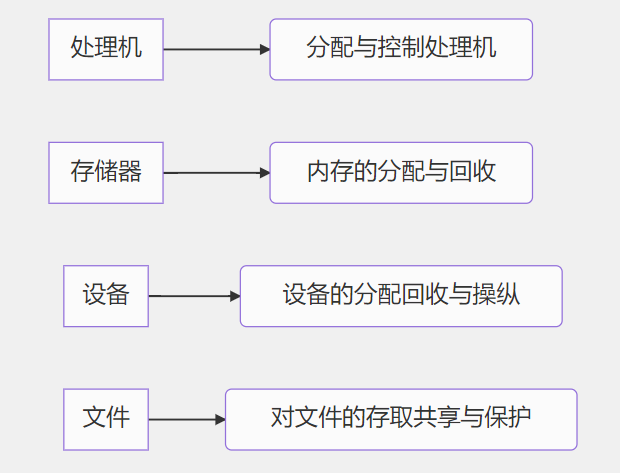 处理机
分配与控制处理机
存储器
内存的分配与回收
设备
设备的分配回收与操纵
文件
对文件的存取共享与保护